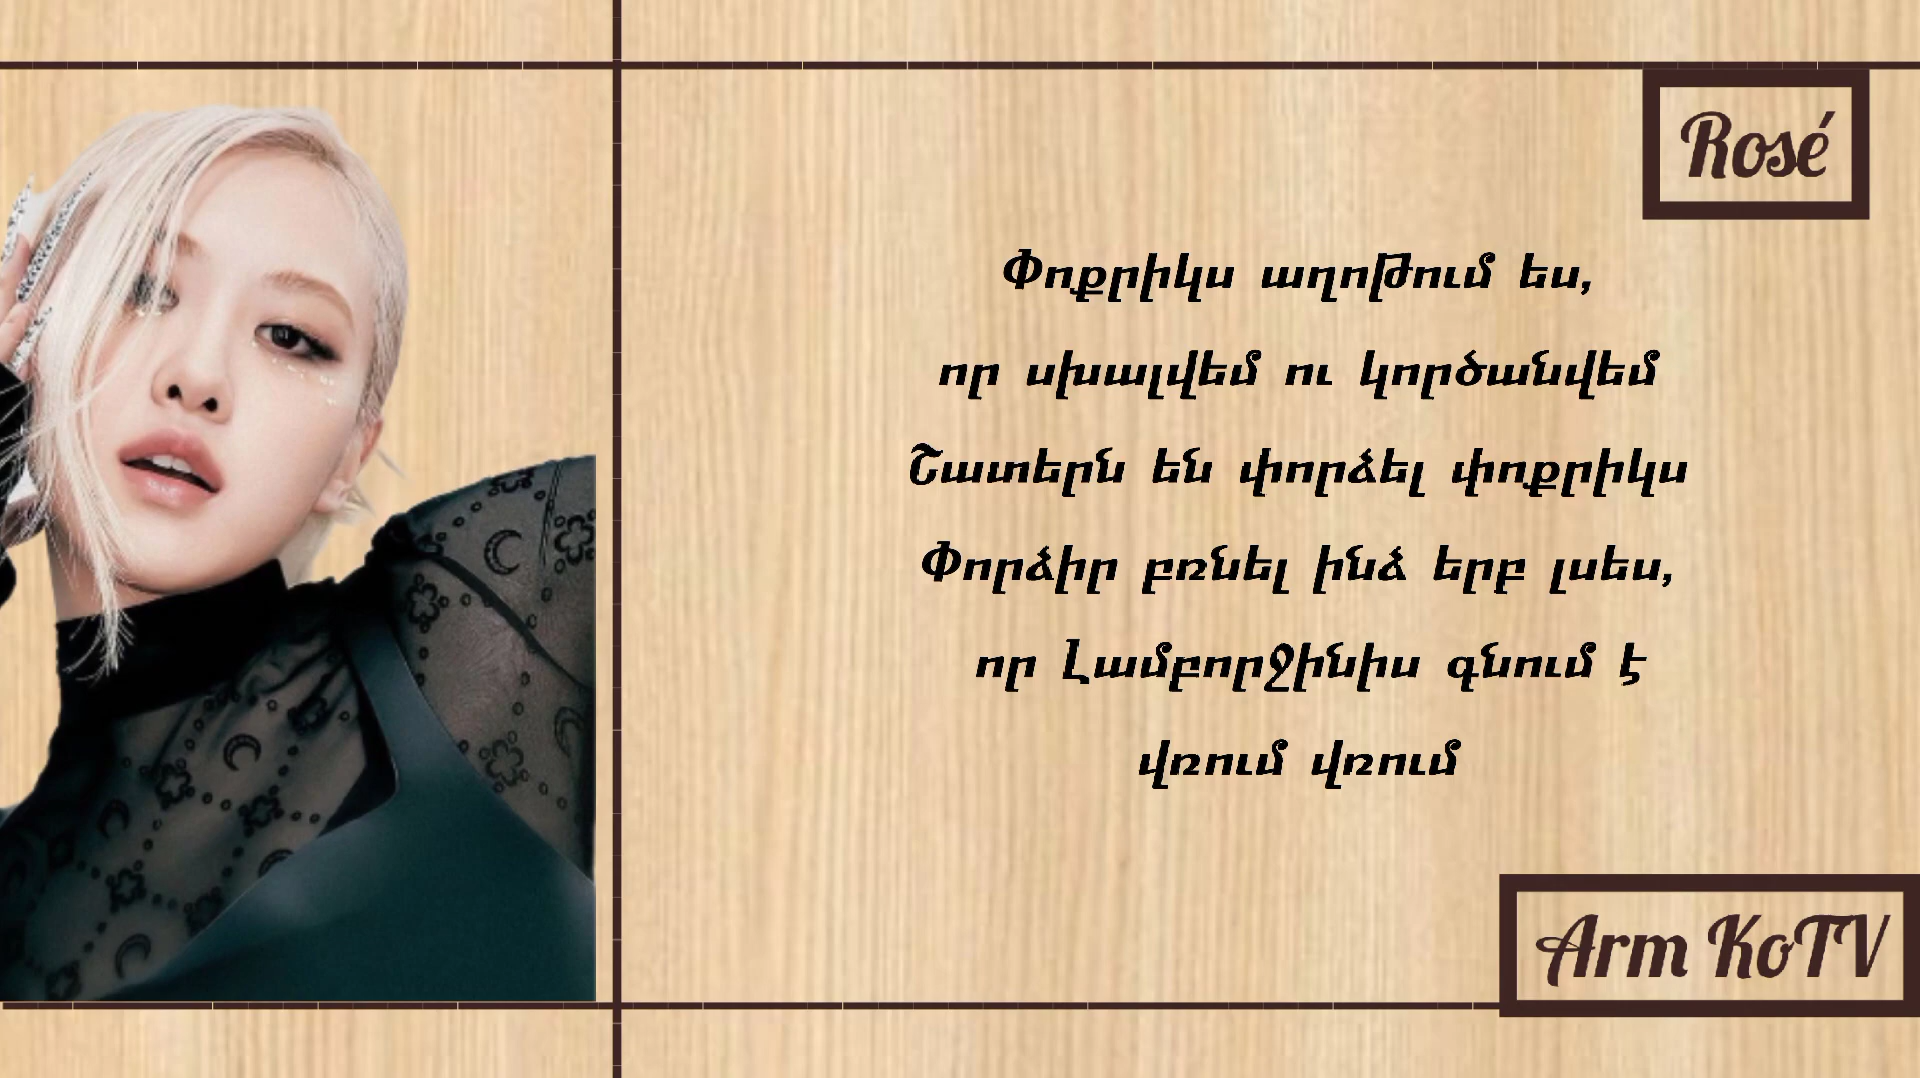 Rosé
Փոքրիկս աղոթում ես,
որ սխալվեմ ու կործանվեմ
Շատերն են փորձել փոքրիկս
Փորձիր բռնել ինձ երբ լսես,
որ Լամբորջինիս գնում է
վռում վռում
Arm KoTV